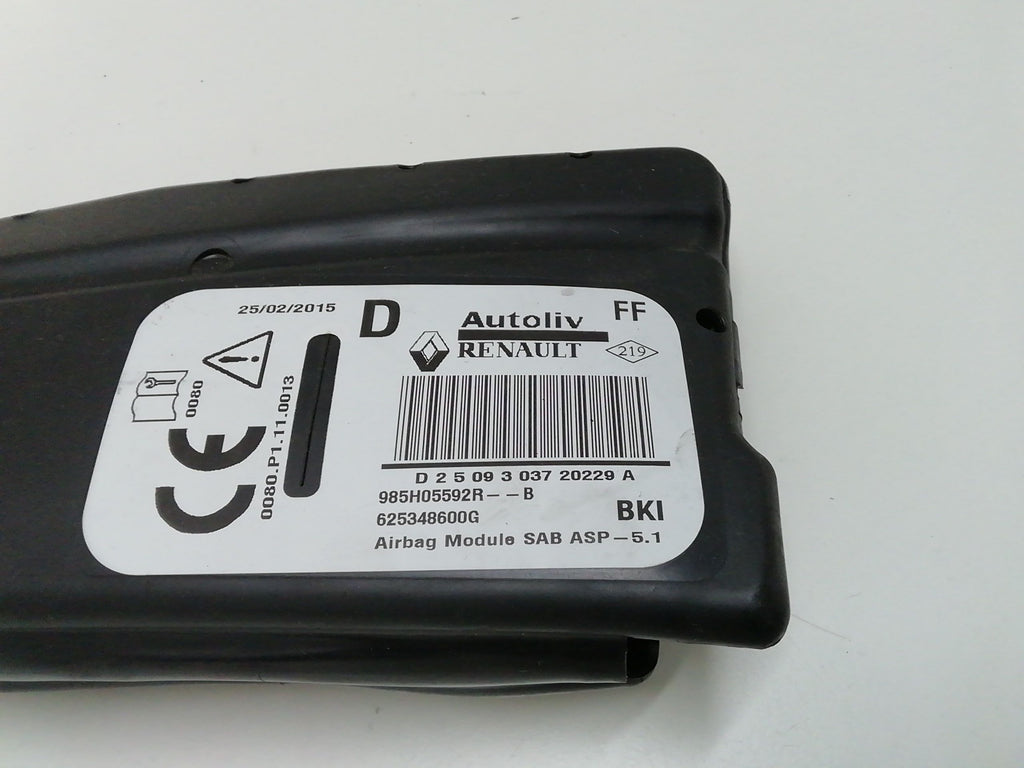 25/02/2015
D
Autoliv
FF
RENAULT
219
0080
0080.P1.11.0013
CE
D 2 5 09 3 037 20229 A
985H05592R--B
625348600G
BKI
Airbag Module SAB ASP-5.1